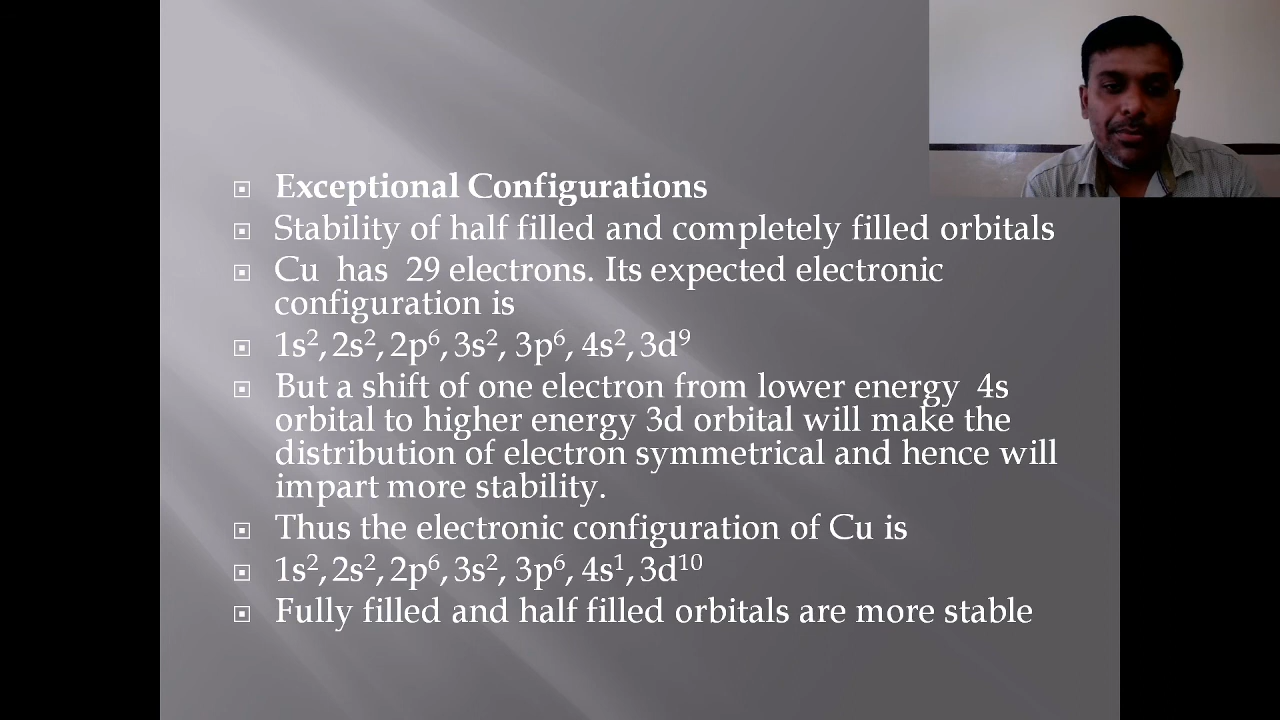 Exceptional Configurations
Stability of half filled and completely filled orbitals
Cu has 29 electrons. Its expected electronic
configuration is
1s², 2s², 2p⁶, 3s², 3p⁶, 4s², 3d⁹
But a shift of one electron from lower energy 4s
orbital to higher energy 3d orbital will make the
distribution of electron symmetrical and hence will
impart more stability.
Thus the electronic configuration of Cu is
1s², 2s², 2p⁶, 3s², 3p⁶, 4s¹, 3d¹⁰
Fully filled and half filled orbitals are more stable